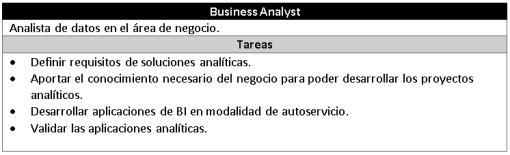 Business Analyst
Analista de datos en el área de negocio.
Tareas
• Definir requisitos de soluciones analíticas.
• Aportar el conocimiento necesario del negocio para poder desarrollar los proyectos
analíticos.
• Desarrollar aplicaciones de BI en modalidad de autoservicio.
• Validar las aplicaciones analíticas.